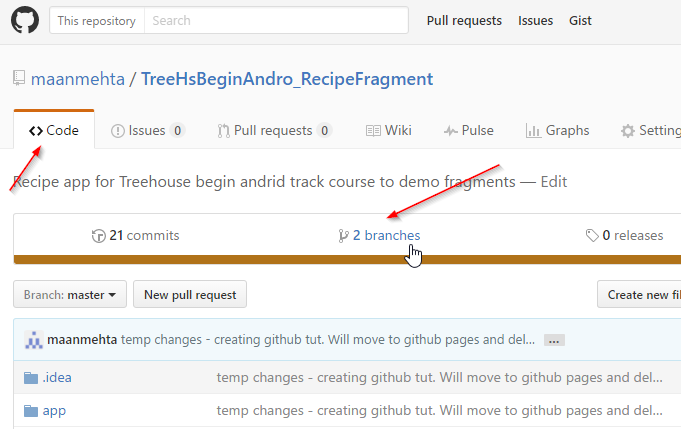 This repository Search Pull requests Issues Gist
maanmehta / TreeHsBeginAndro_RecipeFragment
Code Issues 0 Pull requests 0 Wiki Pulse Graphs Setting
Recipe app for Treehouse begin andrid track course to demo fragments — Edit
21 commits 2 branches 0 releases
Branch: master New pull request Create new fil
maanmehta temp changes - creating github tut. Will move to github pages and del... ...
.idea temp changes - creating github tut. Will move to github pages and del...
app temp changes - creating github tut. Will move to github pages and del...